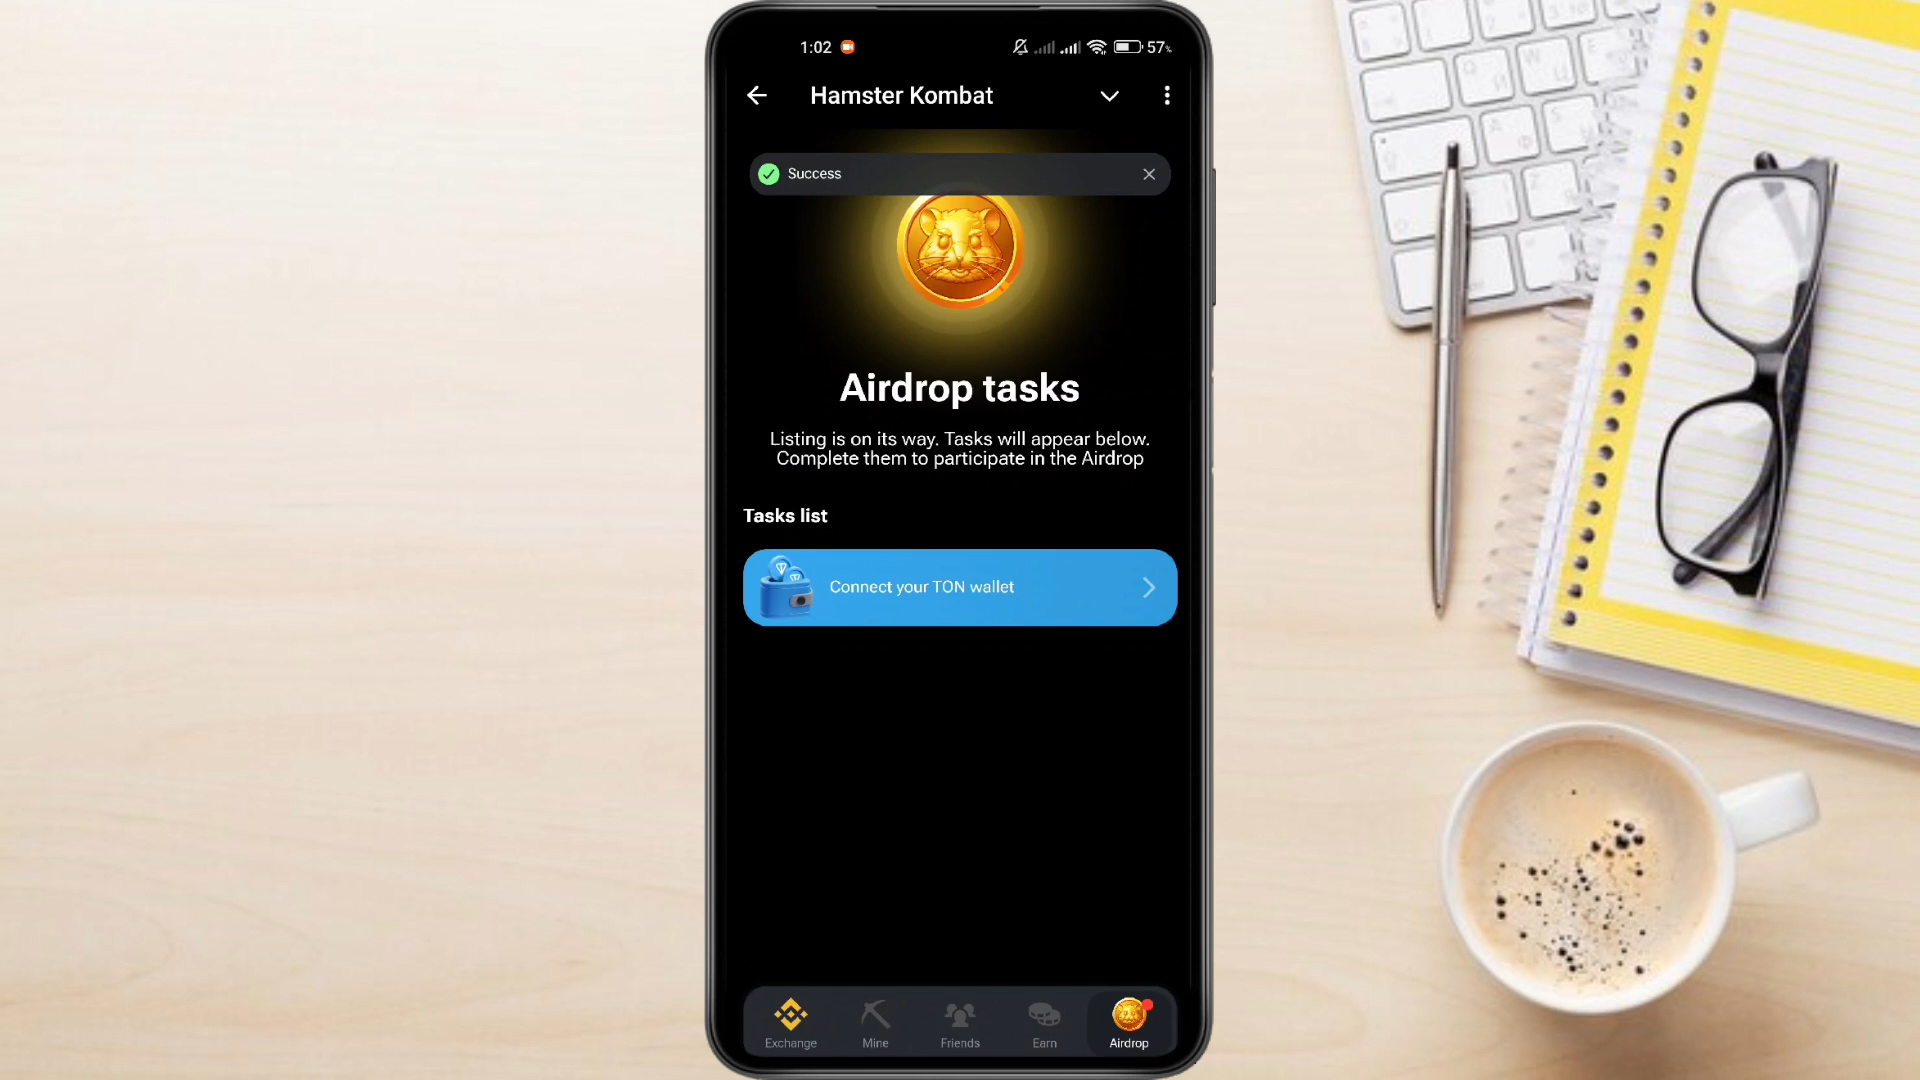 1:02
57%
Hamster Kombat
Success
Airdrop tasks
Listing is on its way. Tasks will appear below.
Complete them to participate in the Airdrop
Tasks list
Connect your TON wallet
Exchange
Mine
Friends
Earn
Airdrop